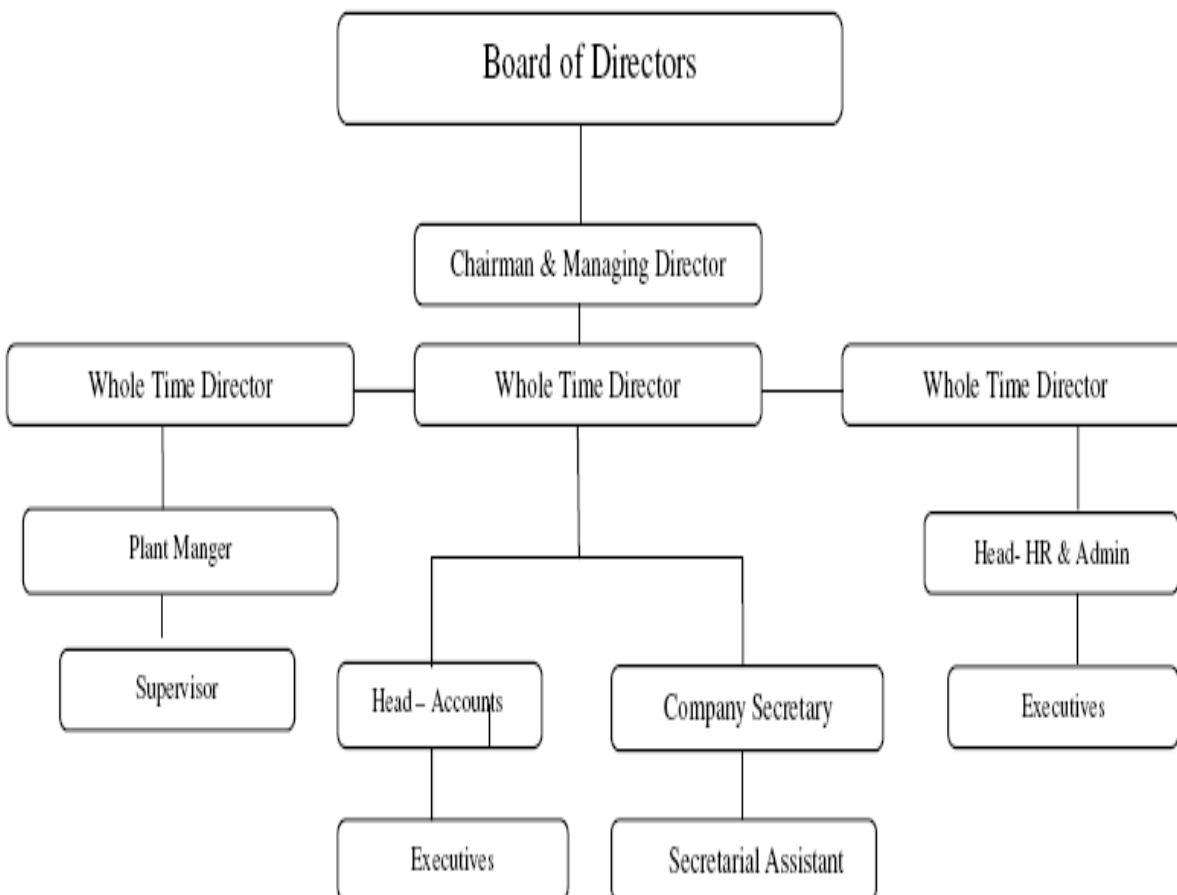 Board of Directors
Chairman & Managing Director
Whole Time Director
Whole Time Director
Whole Time Director
Plant Manger
Head- HR & Admin
Supervisor
Head – Accounts
Company Secretary
Executives
Executives
Secretarial Assistant